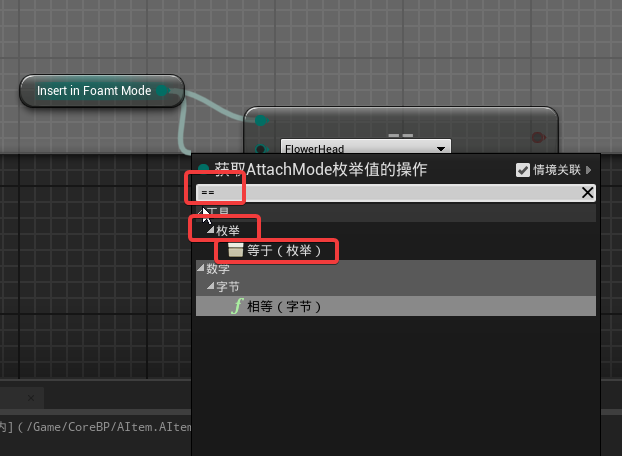 Insert in Foamt Mode
==
FlowerHead
获取AttachMode枚举值的操作
情境关联
==
工具
枚举
等于（枚举）
数学
字节
f 相等（字节）
内](/Game/CoreBP/AItem.AItem